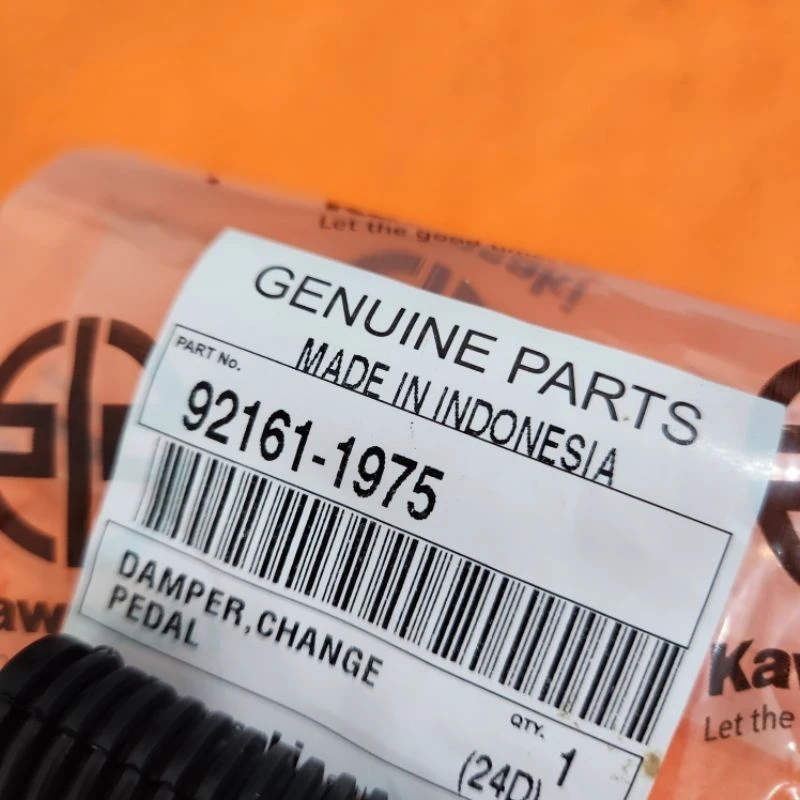 Let the good
GENUINE PARTS
MADE IN INDONESIA
PART No.
92161-1975
DAMPER,CHANGE
PEDAL
QTY. 1
(24D)
Kaw
Let the